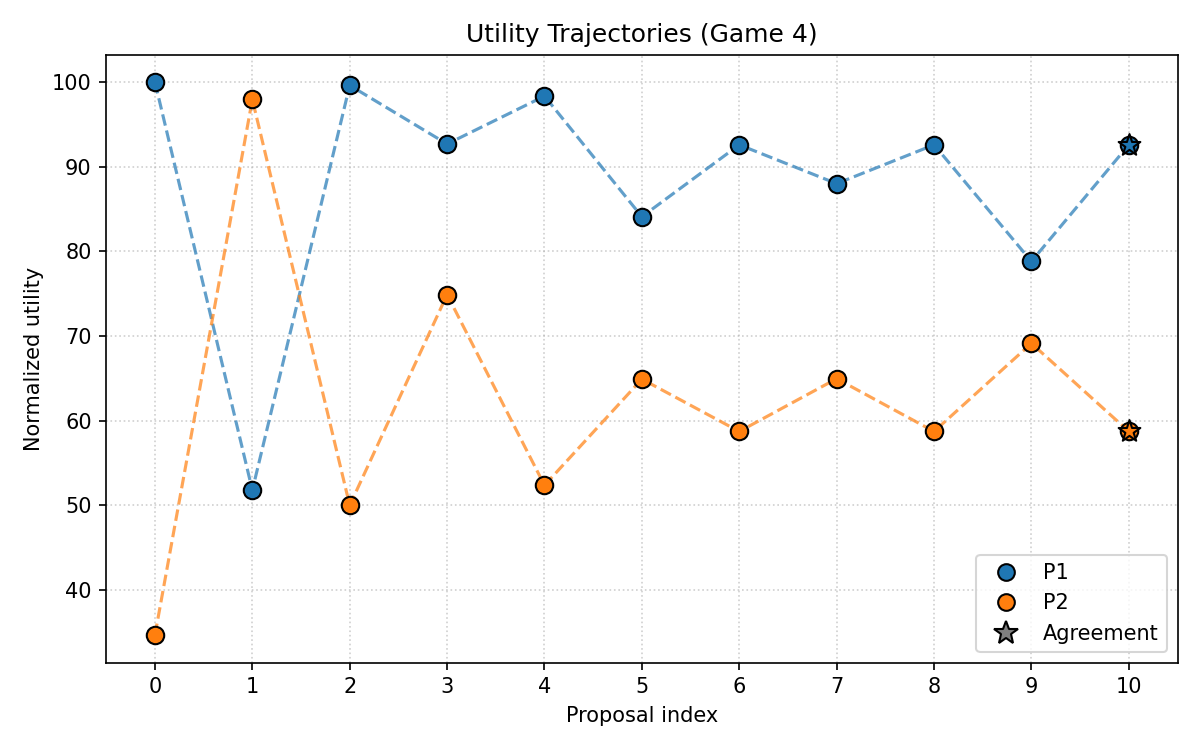 Utility Trajectories (Game 4)
Normalized utility
100
90
80
70
60
50
40
0 1 2 3 4 5 6 7 8 9 10
Proposal index
P1
P2
Agreement